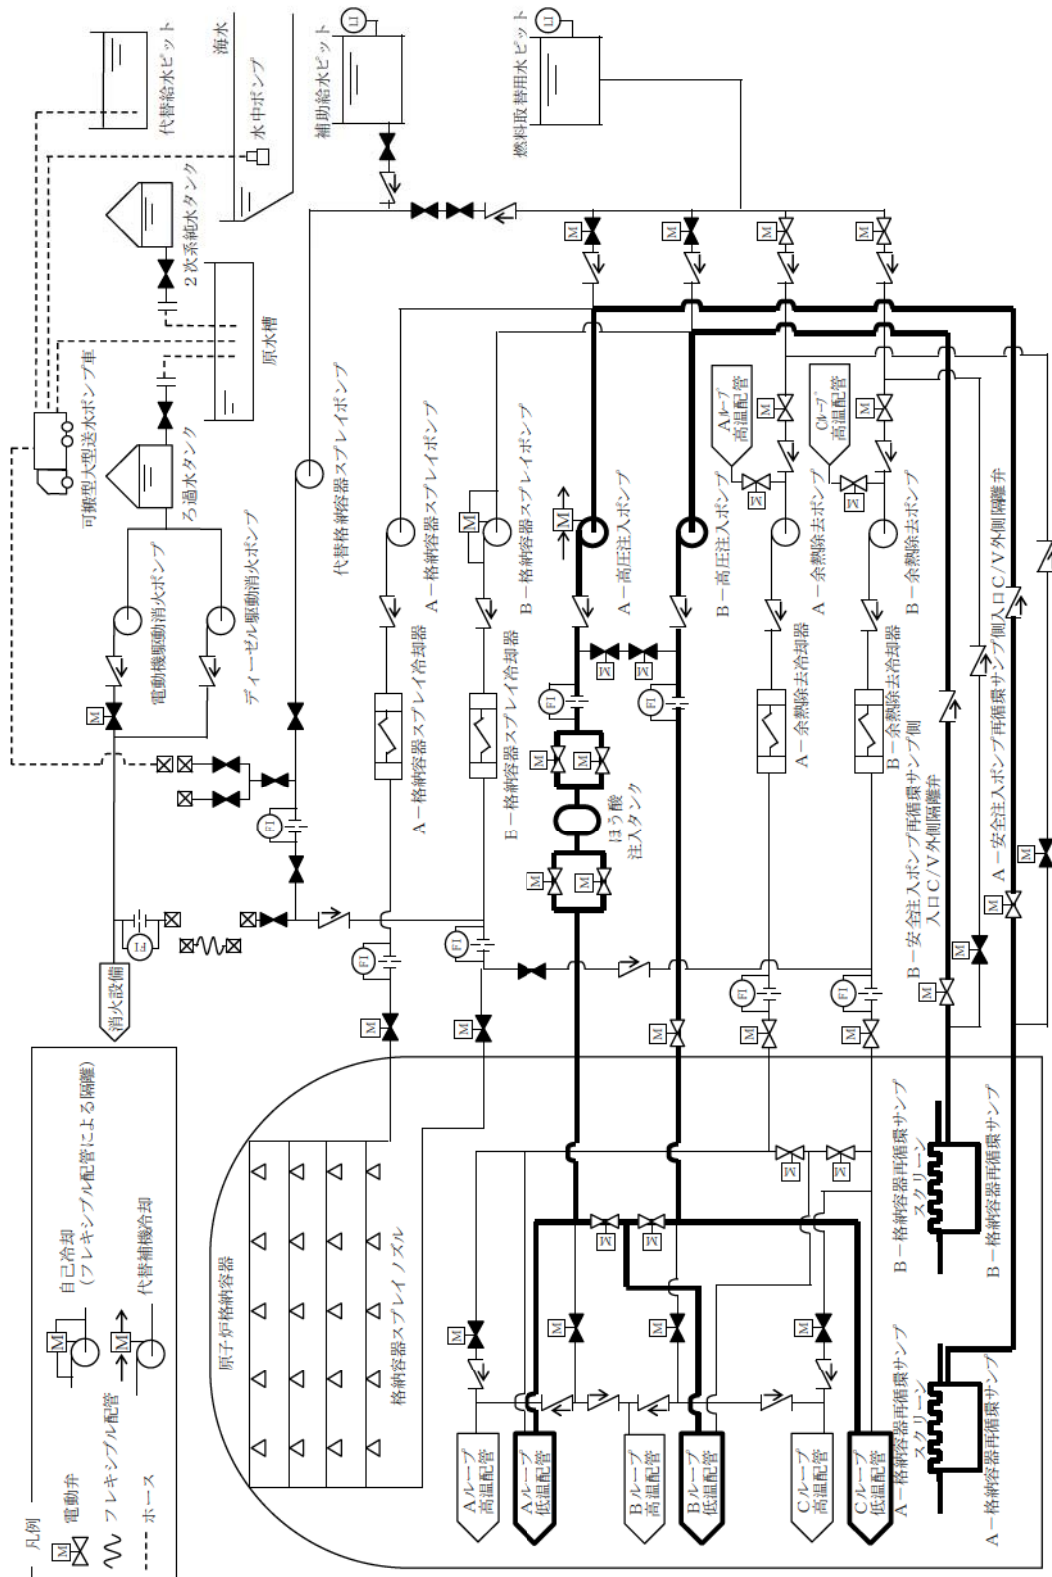 凡例
電動弁
フレキシブル配管
ホース
自己冷却
(フレキシブル配管による隔離)
代替補機冷却
M
M
M
代替給水ピット
海水
水中ポンプ
2次系純水タンク
原水槽
可搬型大型送水ポンプ車
ろ過水タンク
電動機駆動消火ポンプ
ディーゼル駆動消火ポンプ
消火設備
FI
M
補助給水ピット
LI
燃料取替用水ピット
LI
代替格納容器スプレイポンプ
FI
A-格納容器スプレイポンプ
B-格納容器スプレイポンプ
A-格納容器スプレイ冷却器
B-格納容器スプレイ冷却器
FI
FI
M
M
M
A-高圧注入ポンプ
B-高圧注入ポンプ
M
M
M
M
M
FI
FI
ほう酸
注入タンク
M
M
M
M
M
Aループ
高温配管
Cループ
高温配管
M
M
M
M
M
M
A-余熱除去ポンプ
B-余熱除去ポンプ
A-余熱除去冷却器
B-余熱除去冷却器
FI
FI
M
M
B-安全注入ポンプ再循環サンプ側
入口C/V外側隔離弁
A-安全注入ポンプ再循環サンプ側入口C/V外側隔離弁
M
M
M
M
原子炉格納容器
格納容器スプレイノズル
M
M
M
M
M
M
M
M
Aループ
高温配管
Aループ
低温配管
Bループ
高温配管
Bループ
低温配管
Cループ
高温配管
Cループ
低温配管
B-格納容器再循環サンプ
スクリーン
B-格納容器再循環サンプ
A-格納容器再循環サンプ
スクリーン
A-格納容器再循環サンプ